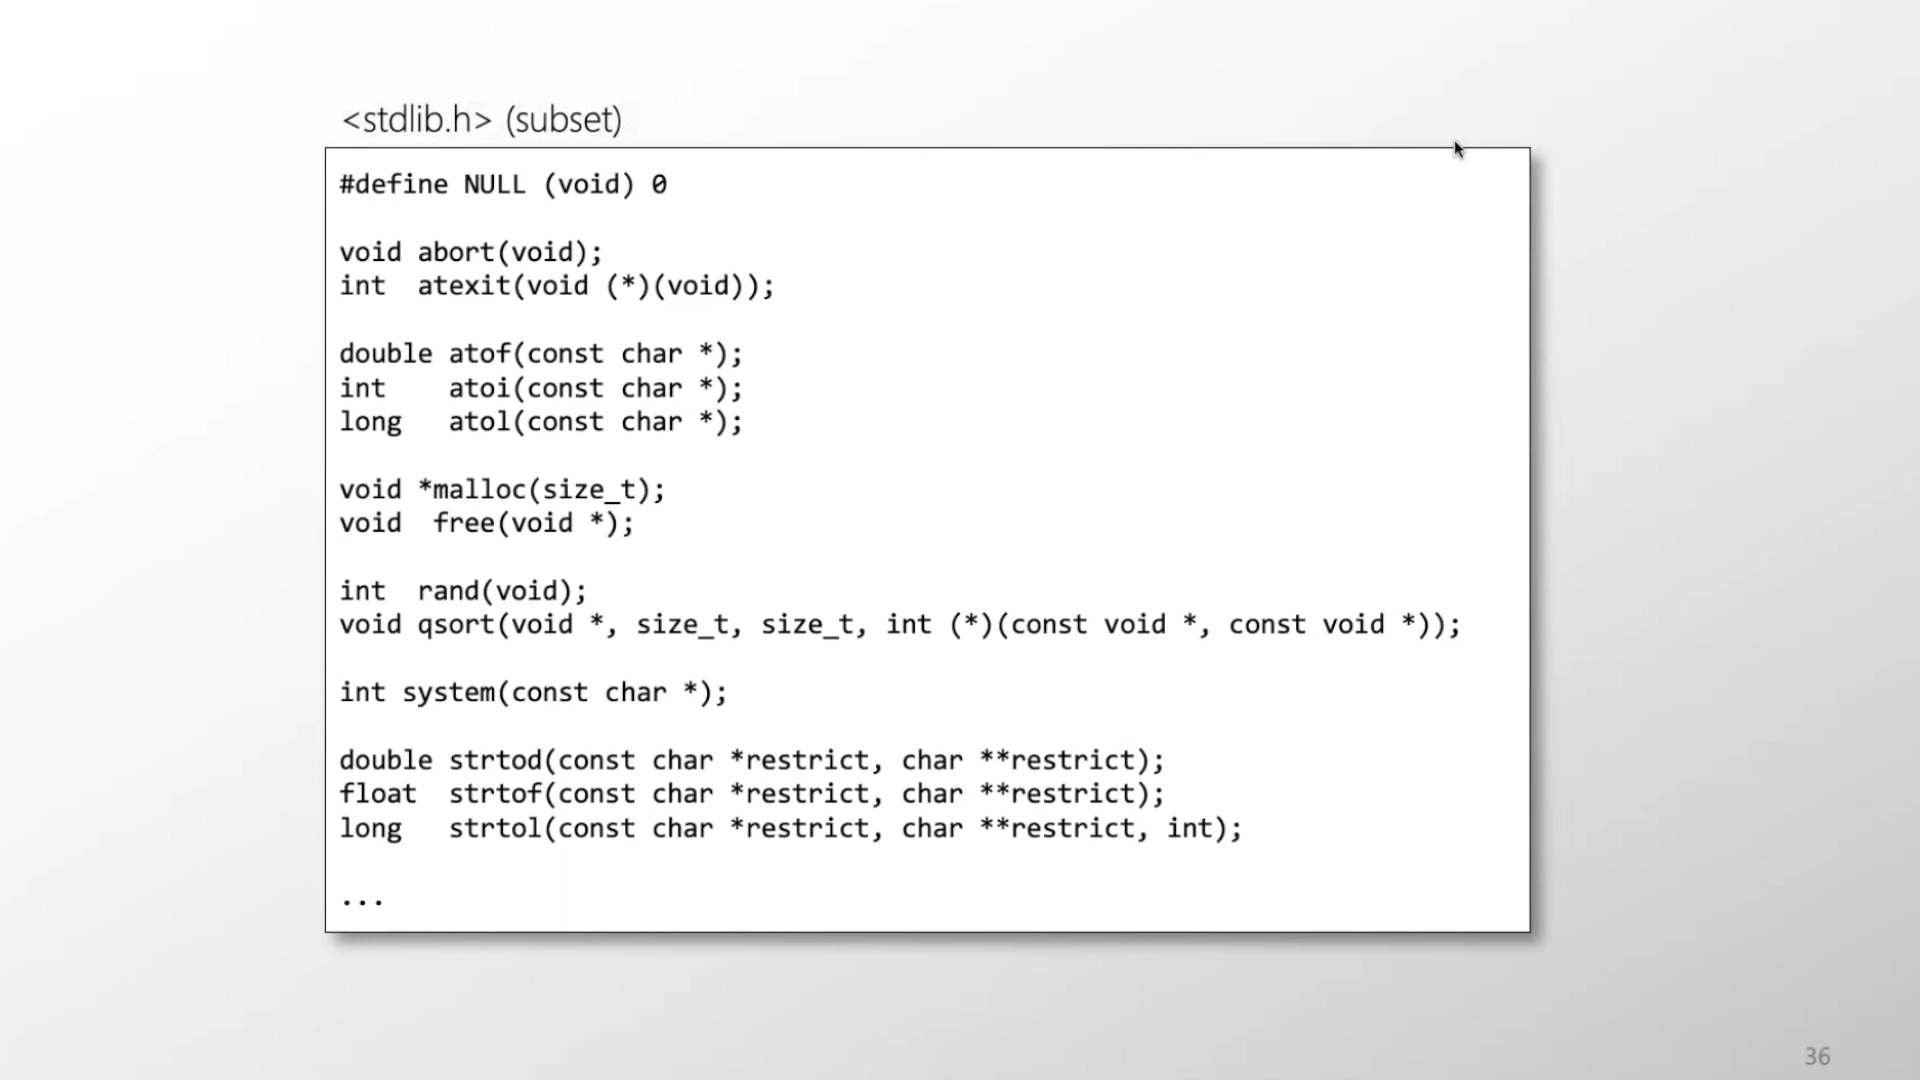 <stdlib.h> (subset)
#define NULL (void) 0
void abort(void);
int  atexit(void (*)(void));
double atof(const char *);
int    atoi(const char *);
long   atol(const char *);
void *malloc(size_t);
void  free(void *);
int  rand(void);
void qsort(void *, size_t, size_t, int (*)(const void *, const void *));
int system(const char *);
double strtod(const char *restrict, char **restrict);
float  strtof(const char *restrict, char **restrict);
long   strtol(const char *restrict, char **restrict, int);
...
36